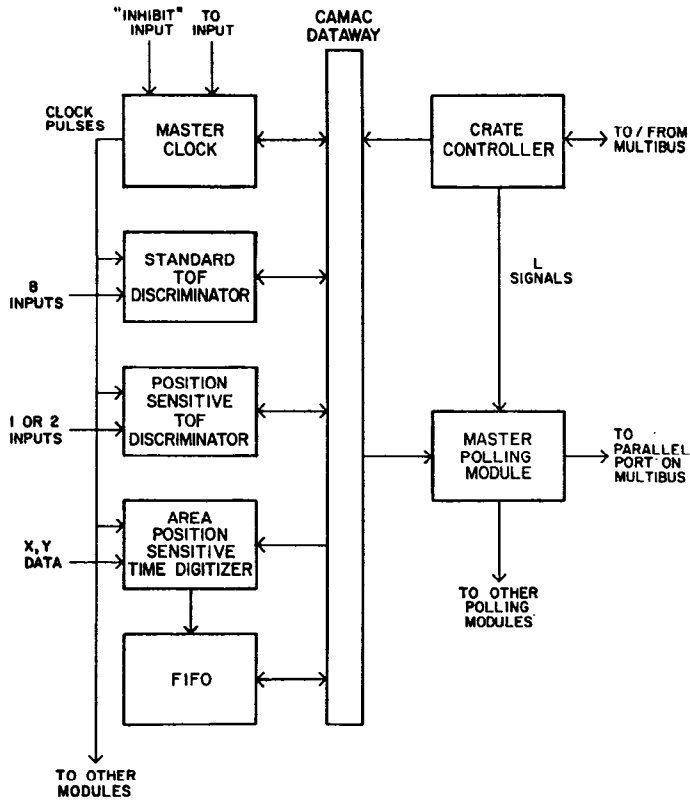 "INHIBIT"
INPUT
TO
INPUT
CAMAC
DATAWAY
CLOCK
PULSES
MASTER
CLOCK
CRATE
CONTROLLER
TO / FROM
MULTIBUS
STANDARD
TOF
DISCRIMINATOR
8
INPUTS
L
SIGNALS
POSITION
SENSITIVE
TOF
DISCRIMINATOR
1 OR 2
INPUTS
MASTER
POLLING
MODULE
TO
PARALLEL
PORT ON
MULTIBUS
AREA
POSITION
SENSITIVE
TIME DIGITIZER
X,Y
DATA
TO OTHER
POLLING
MODULES
FIFO
TO OTHER
MODULES